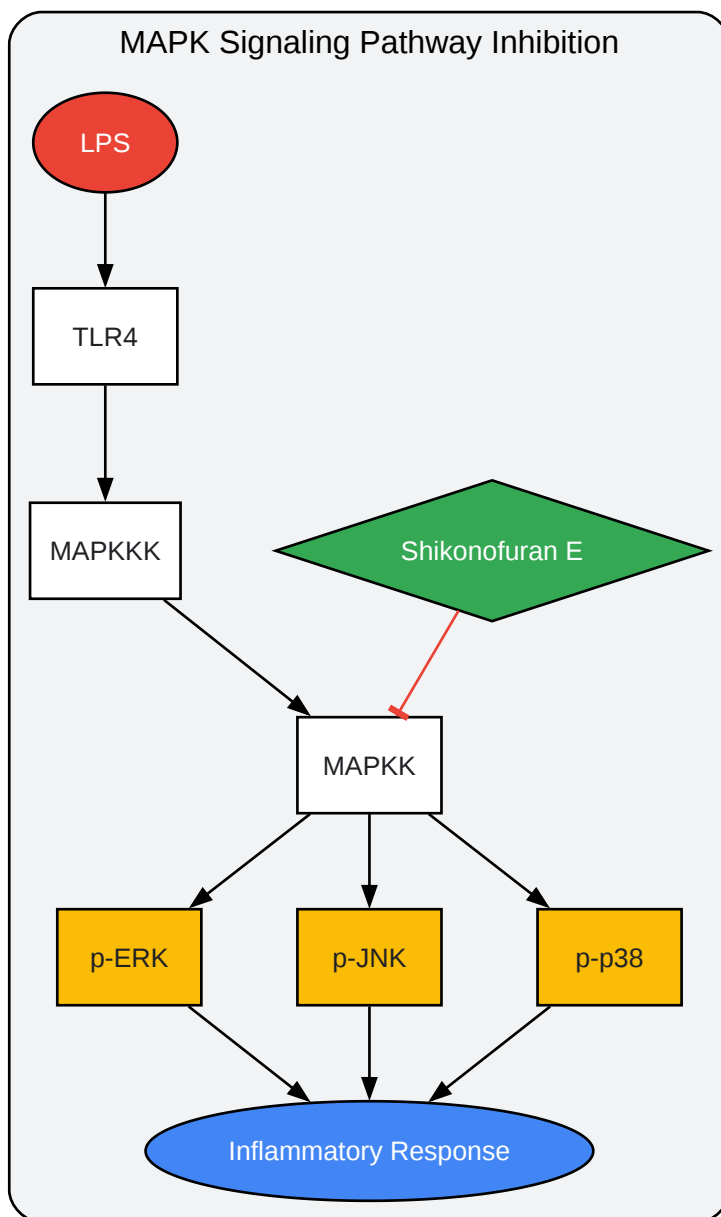 MAPK Signaling Pathway Inhibition
LPS
TLR4
MAPKKK
Shikonofuran E
MAPKK
p-ERK
p-JNK
p-p38
Inflammatory Response